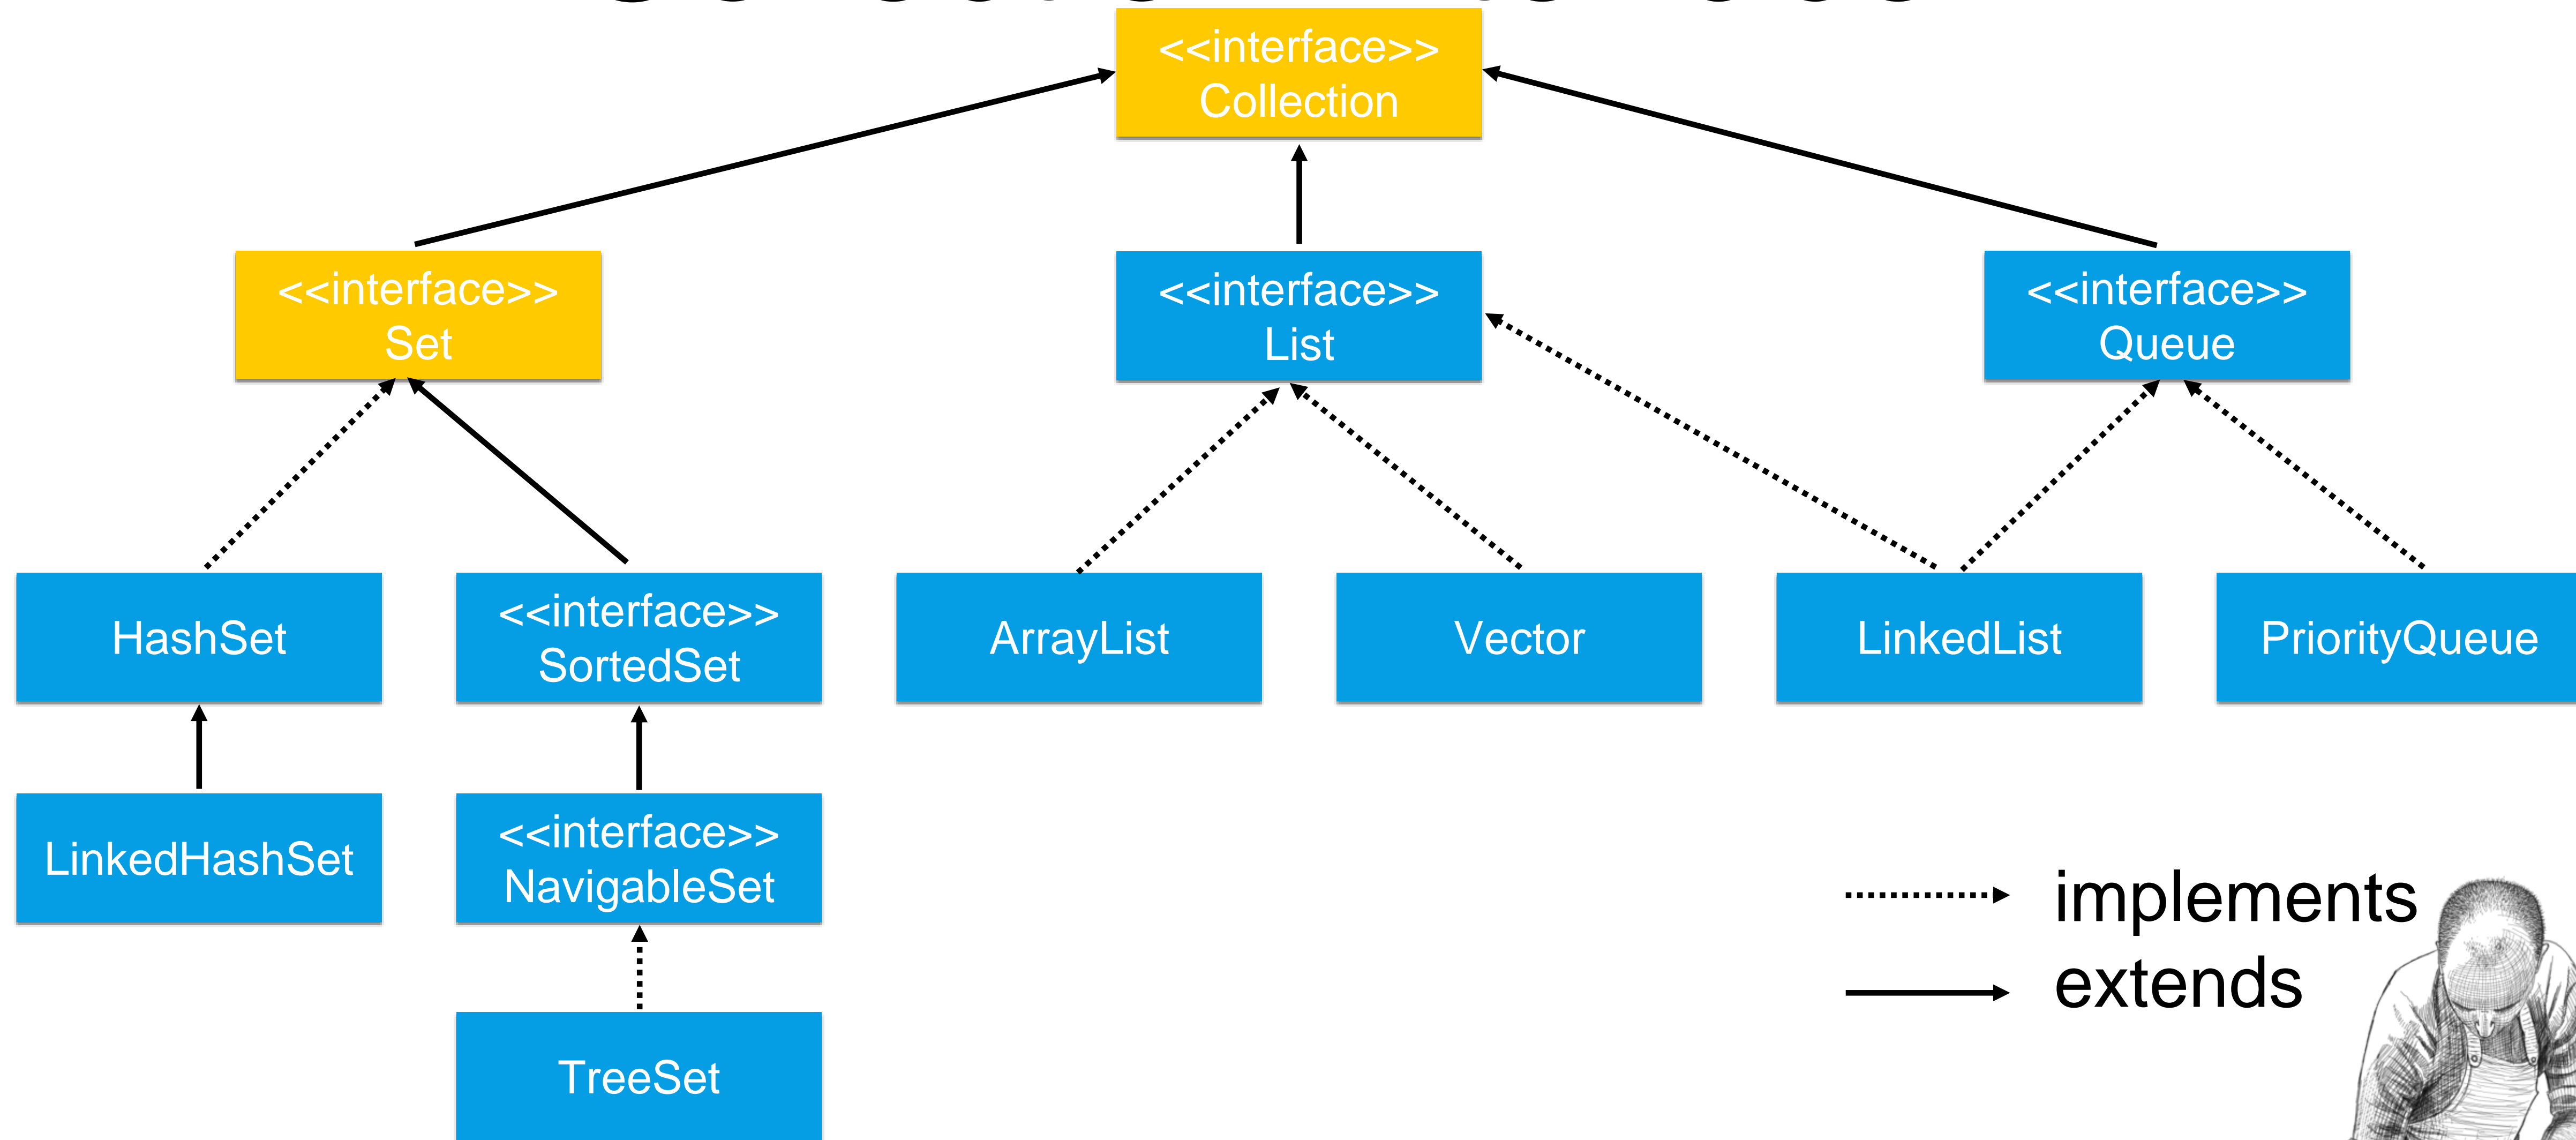 <<interface>>
Collection
<<interface>>
Set
<<interface>>
List
<<interface>>
Queue
HashSet
<<interface>>
SortedSet
ArrayList
Vector
LinkedList
PriorityQueue
LinkedHashSet
<<interface>>
NavigableSet
TreeSet
implements
extends